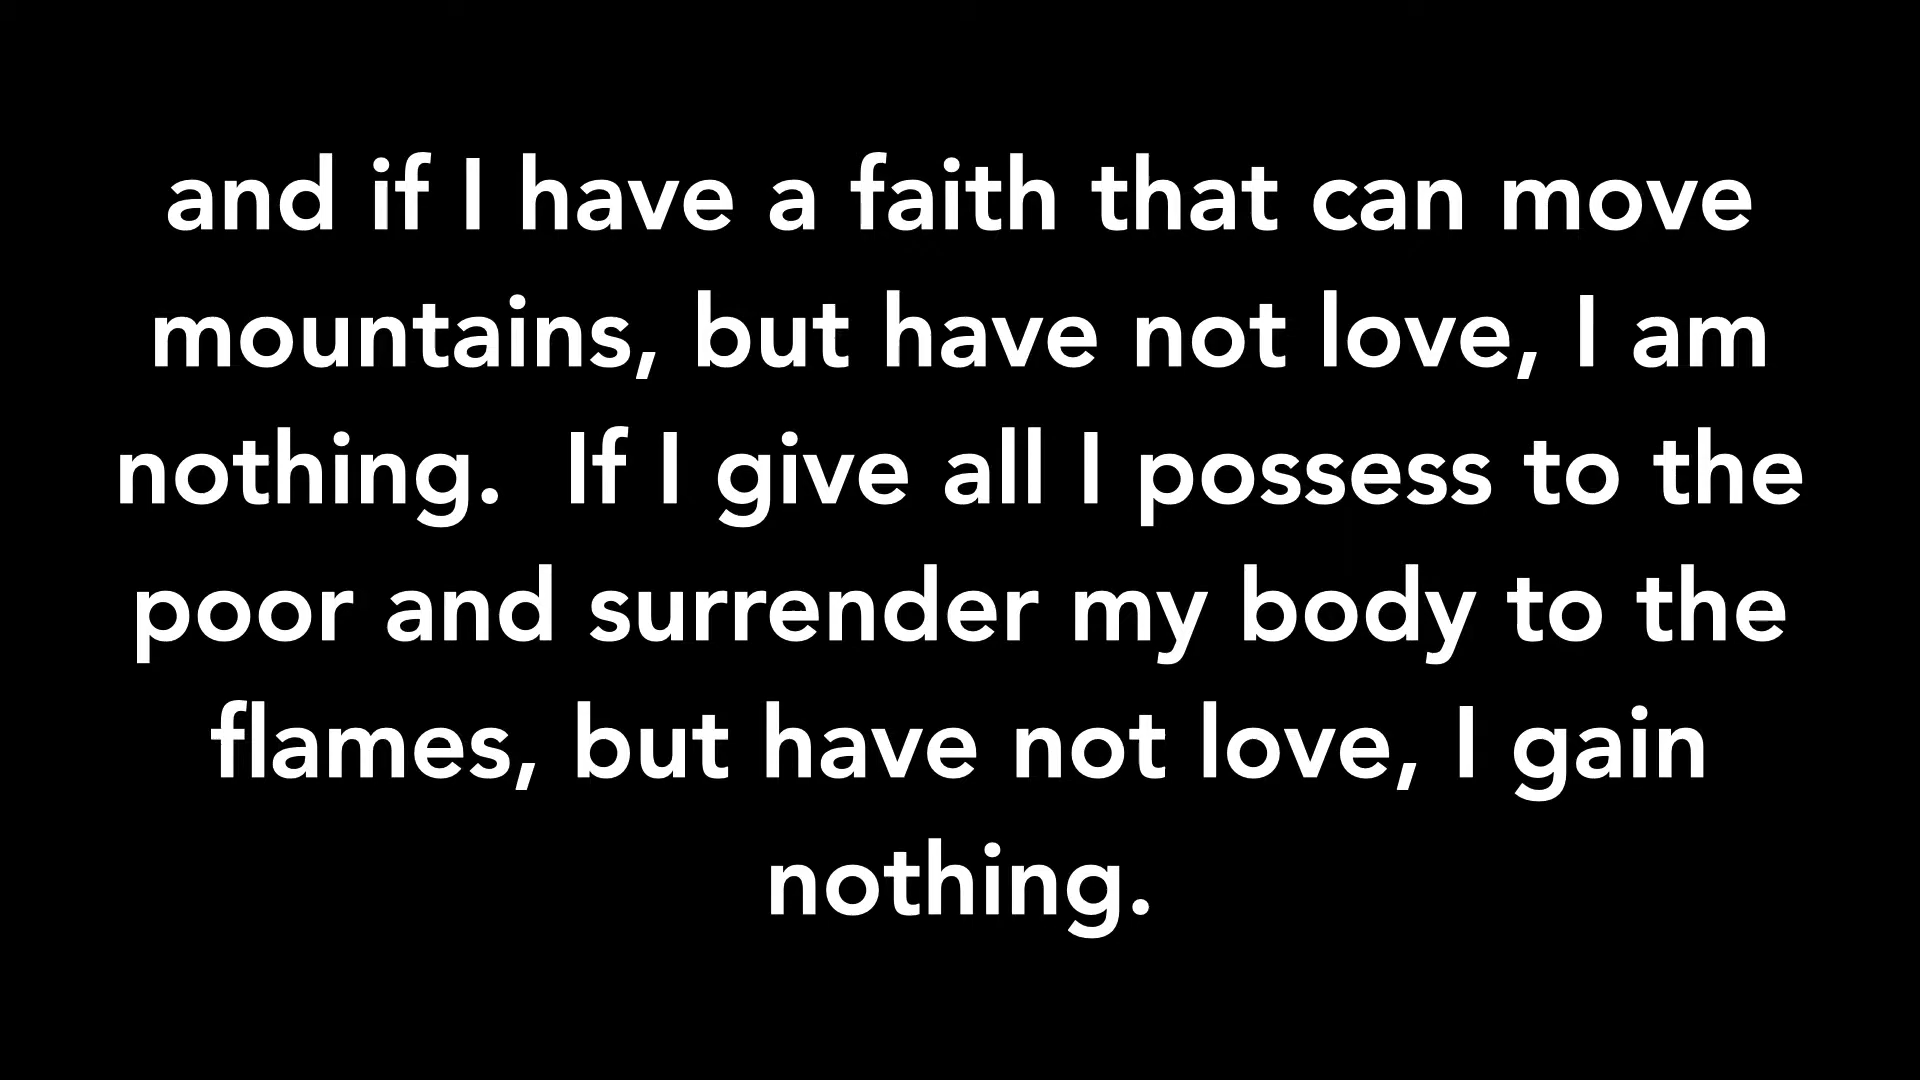 and if I have a faith that can move
mountains, but have not love, I am
nothing.  If I give all I possess to the
poor and surrender my body to the
flames, but have not love, I gain
nothing.